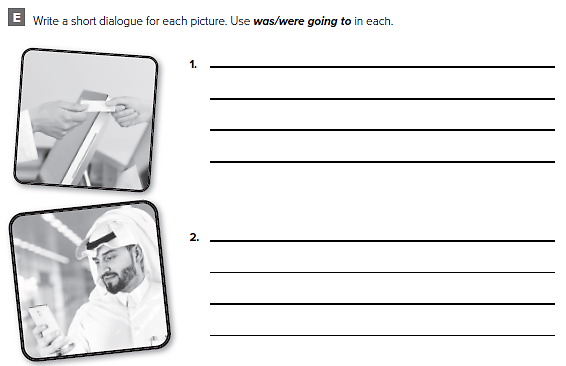 E Write a short dialogue for each picture. Use was/were going to in each.
1.
2.